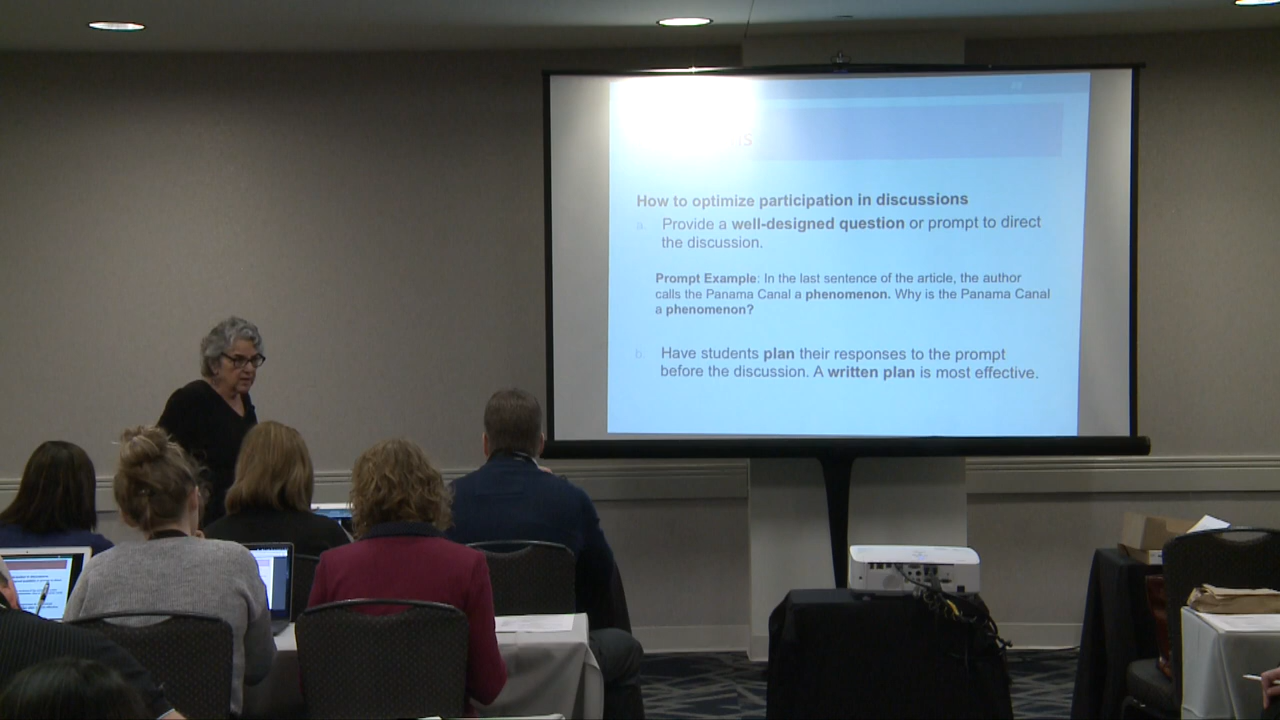 How to optimize participation in discussions
a. Provide a well-designed question or prompt to direct
the discussion.
Prompt Example: In the last sentence of the article, the author
calls the Panama Canal a phenomenon. Why is the Panama Canal
a phenomenon?
b. Have students plan their responses to the prompt
before the discussion. A written plan is most effective.